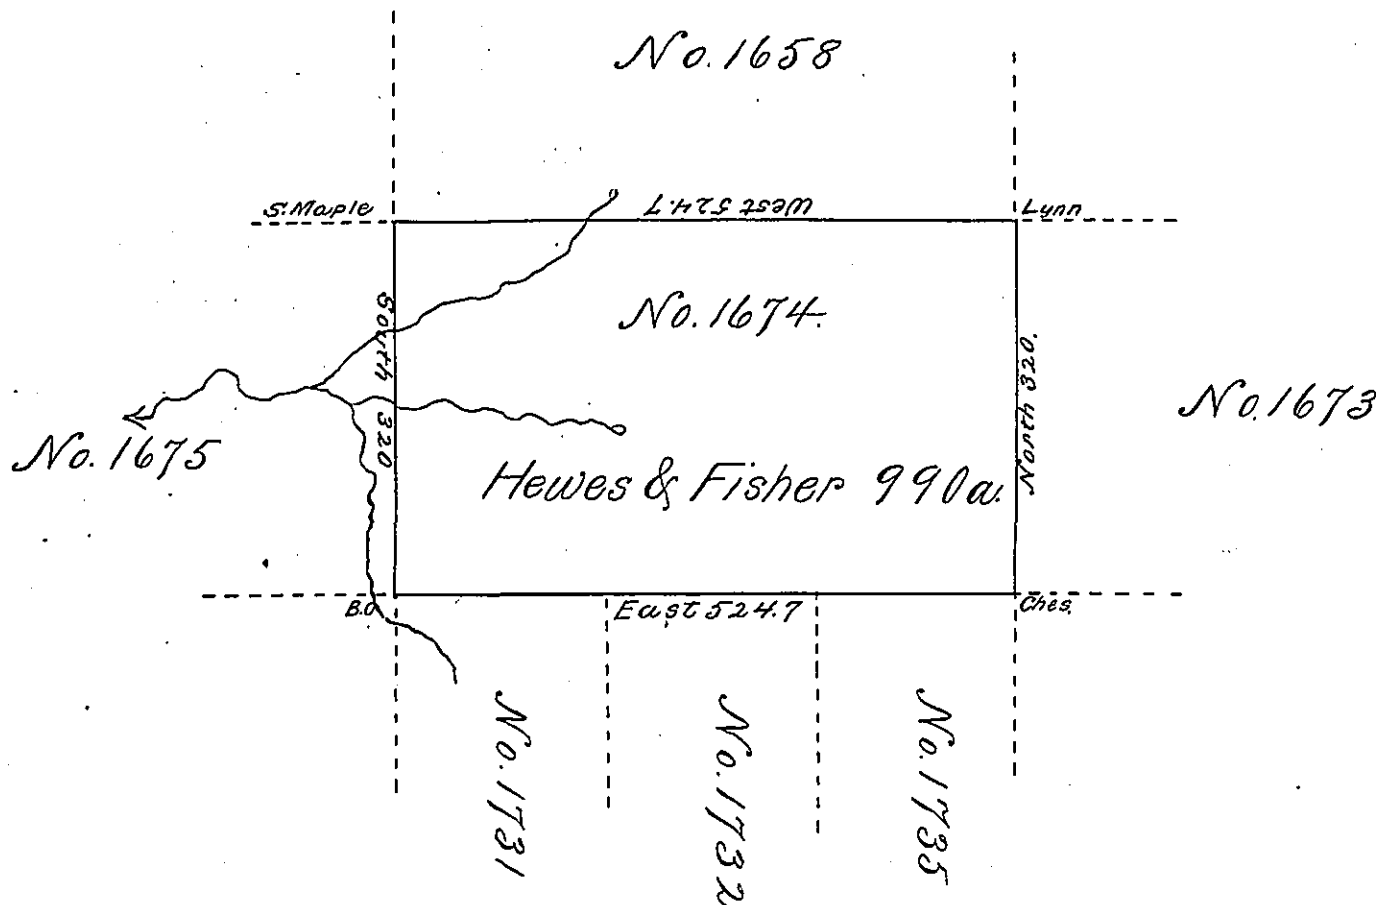 No. 1658
S. Maple
West 524.7
Lynn
South 320
No. 1674.
North 320.
No. 1673
No. 1675
Hewes & Fisher 990a.
B.O.
East 524.7
Ches.
No. 1731
No. 1732
No. 1735